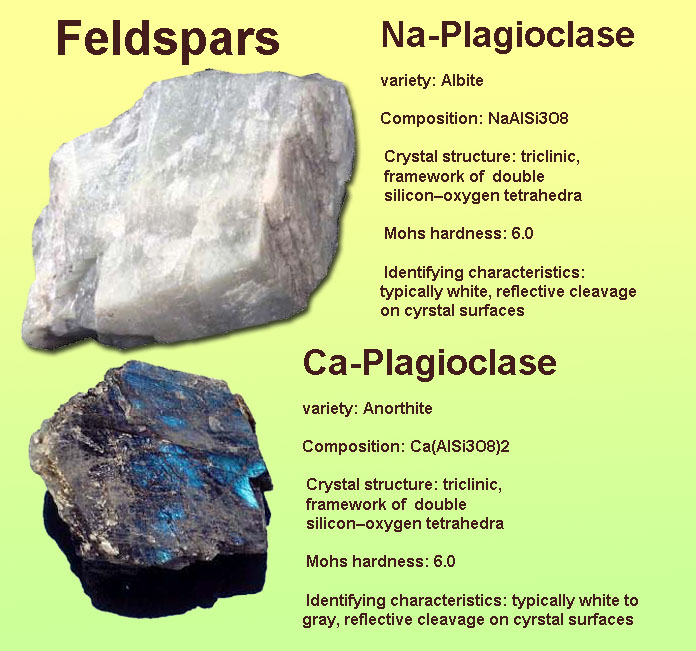 Feldspars
Na-Plagioclase
variety: Albite
Composition: NaAlSi3O8
Crystal structure: triclinic,
framework of double
silicon–oxygen tetrahedra
Mohs hardness: 6.0
Identifying characteristics:
typically white, reflective cleavage
on cyrstal surfaces
Ca-Plagioclase
variety: Anorthite
Composition: Ca(AlSi3O8)2
Crystal structure: triclinic,
framework of double
silicon–oxygen tetrahedra
Mohs hardness: 6.0
Identifying characteristics: typically white to
gray, reflective cleavage on cyrstal surfaces